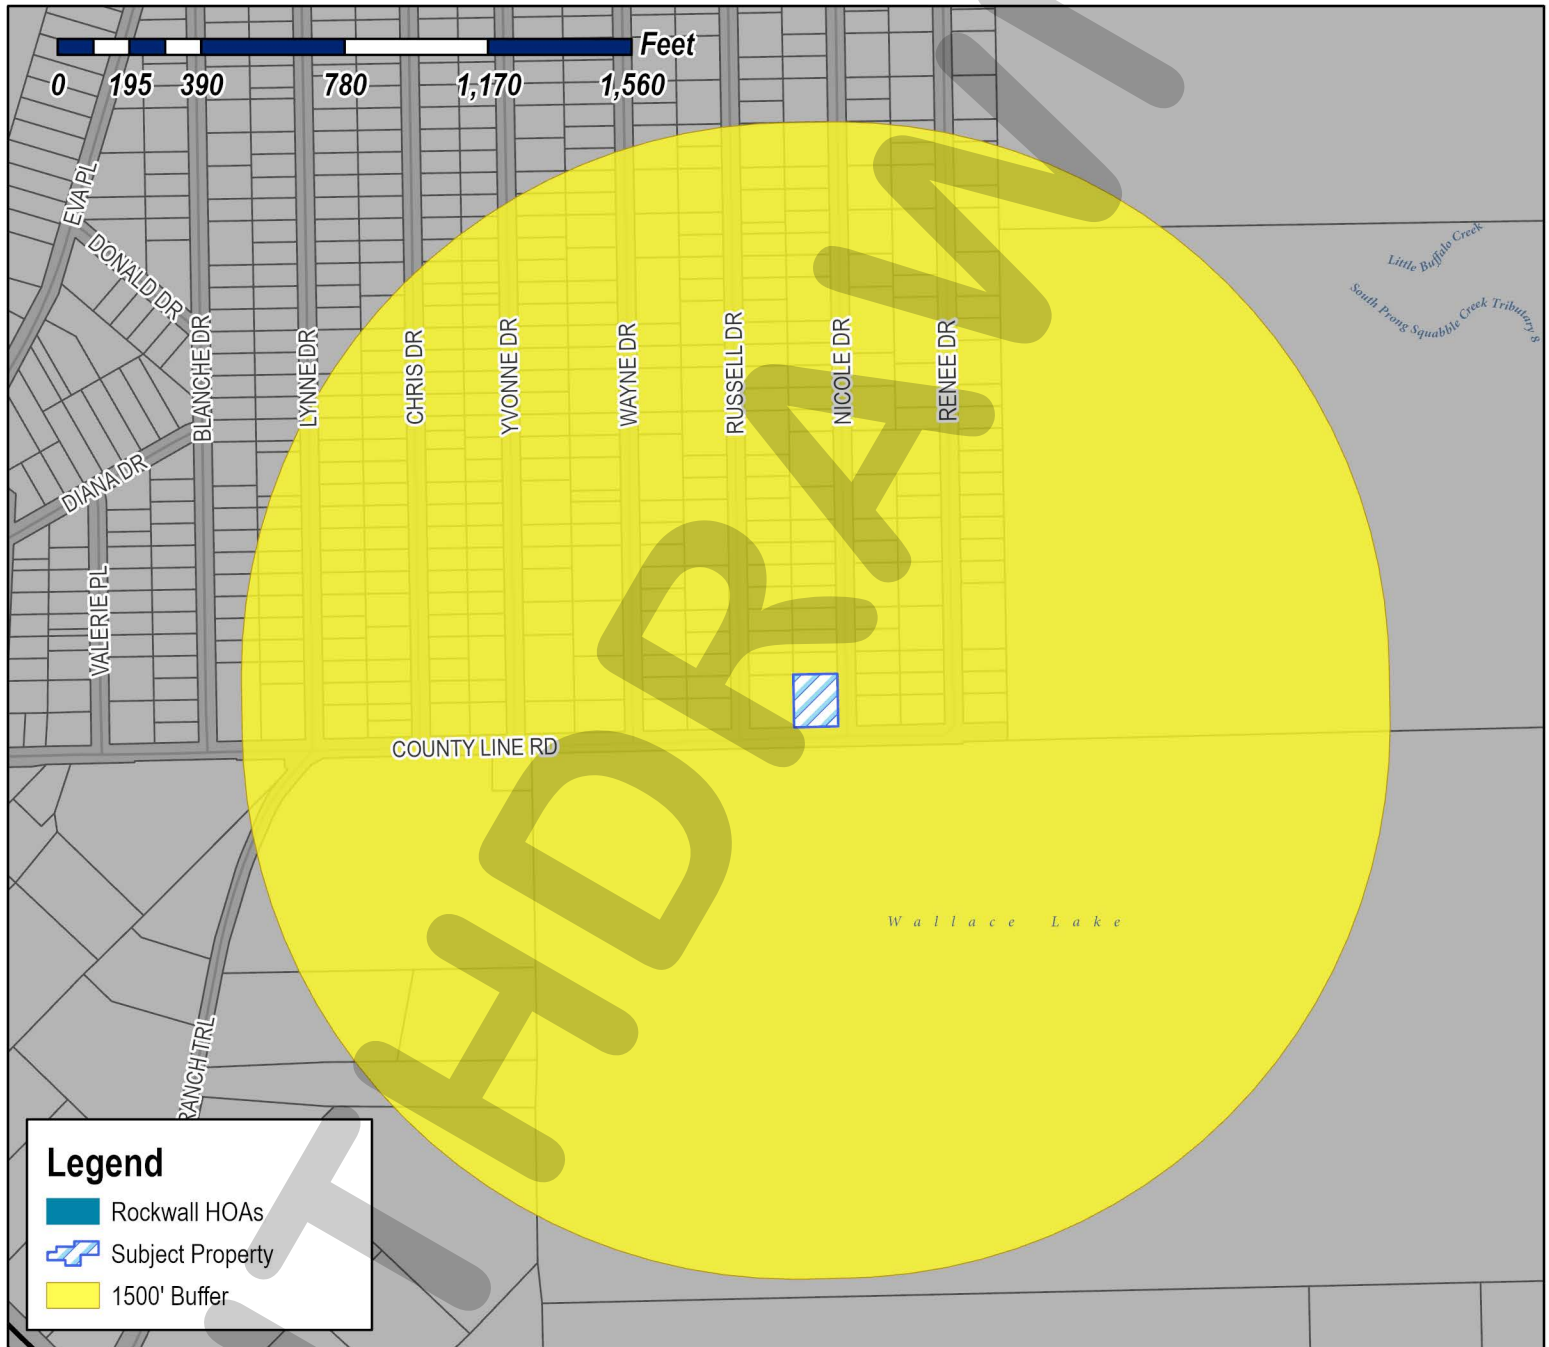 Feet
0 195 390 780 1,170 1,560
EVA PL
DONALD DR
BLANCHE DR
LYNNE DR
CHRIS DR
YVONNE DR
WAYNE DR
RUSSELL DR
NICOLE DR
RENEE DR
Little Buffalo Creek
South Prong Squabble Creek Tributary 8
DIANA DR
VALERIE PL
COUNTY LINE RD
Wallace Lake
RANCH TRL
THDRAW
Legend
Rockwall HOAs
Subject Property
1500' Buffer